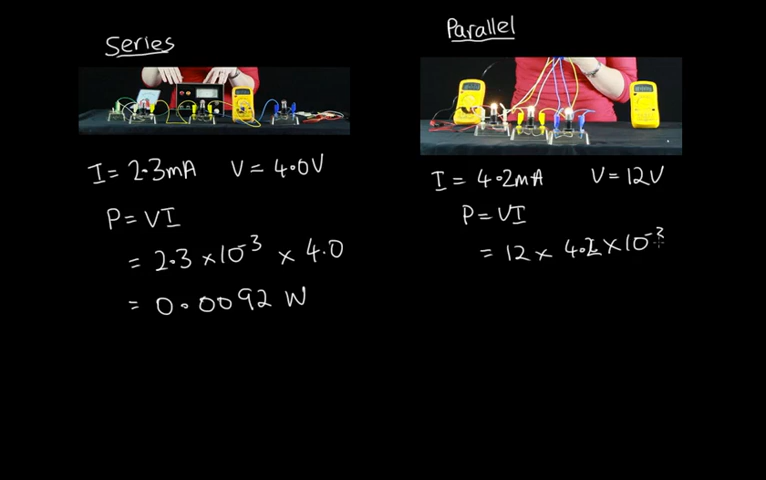 Series
I = 2.3mA V = 4.0V
P = VI
= 2.3 × 10⁻³ × 4.0
= 0.0092 W
Parallel
I = 4.2mA V = 12V
P = VI
= 12 × 4.2 × 10⁻³